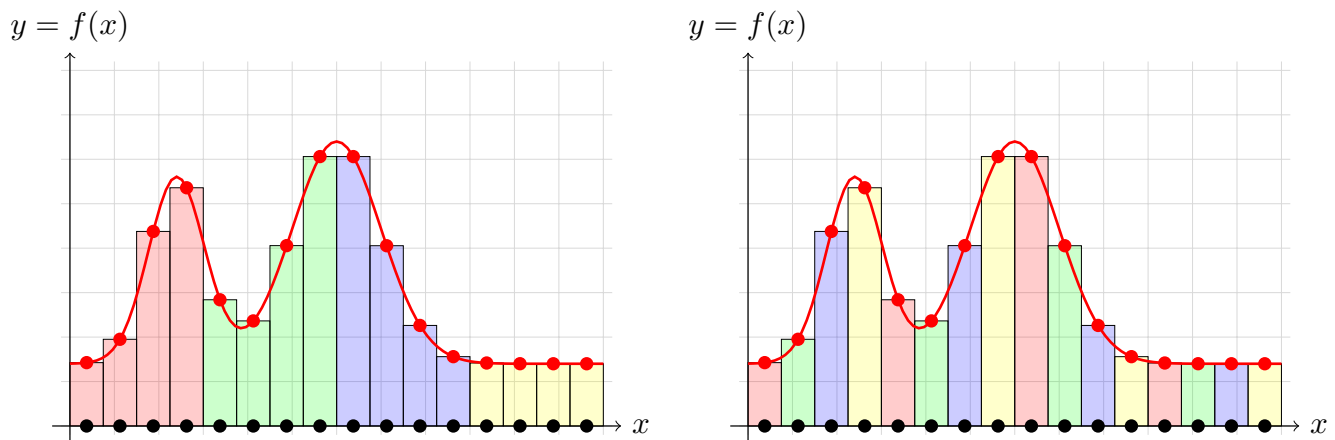 y = f(x)
x
y = f(x)
x